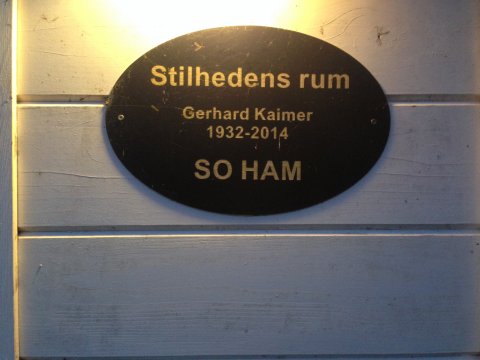 Stilhedens rum
Gerhard Kaimer
1932-2014
SO HAM